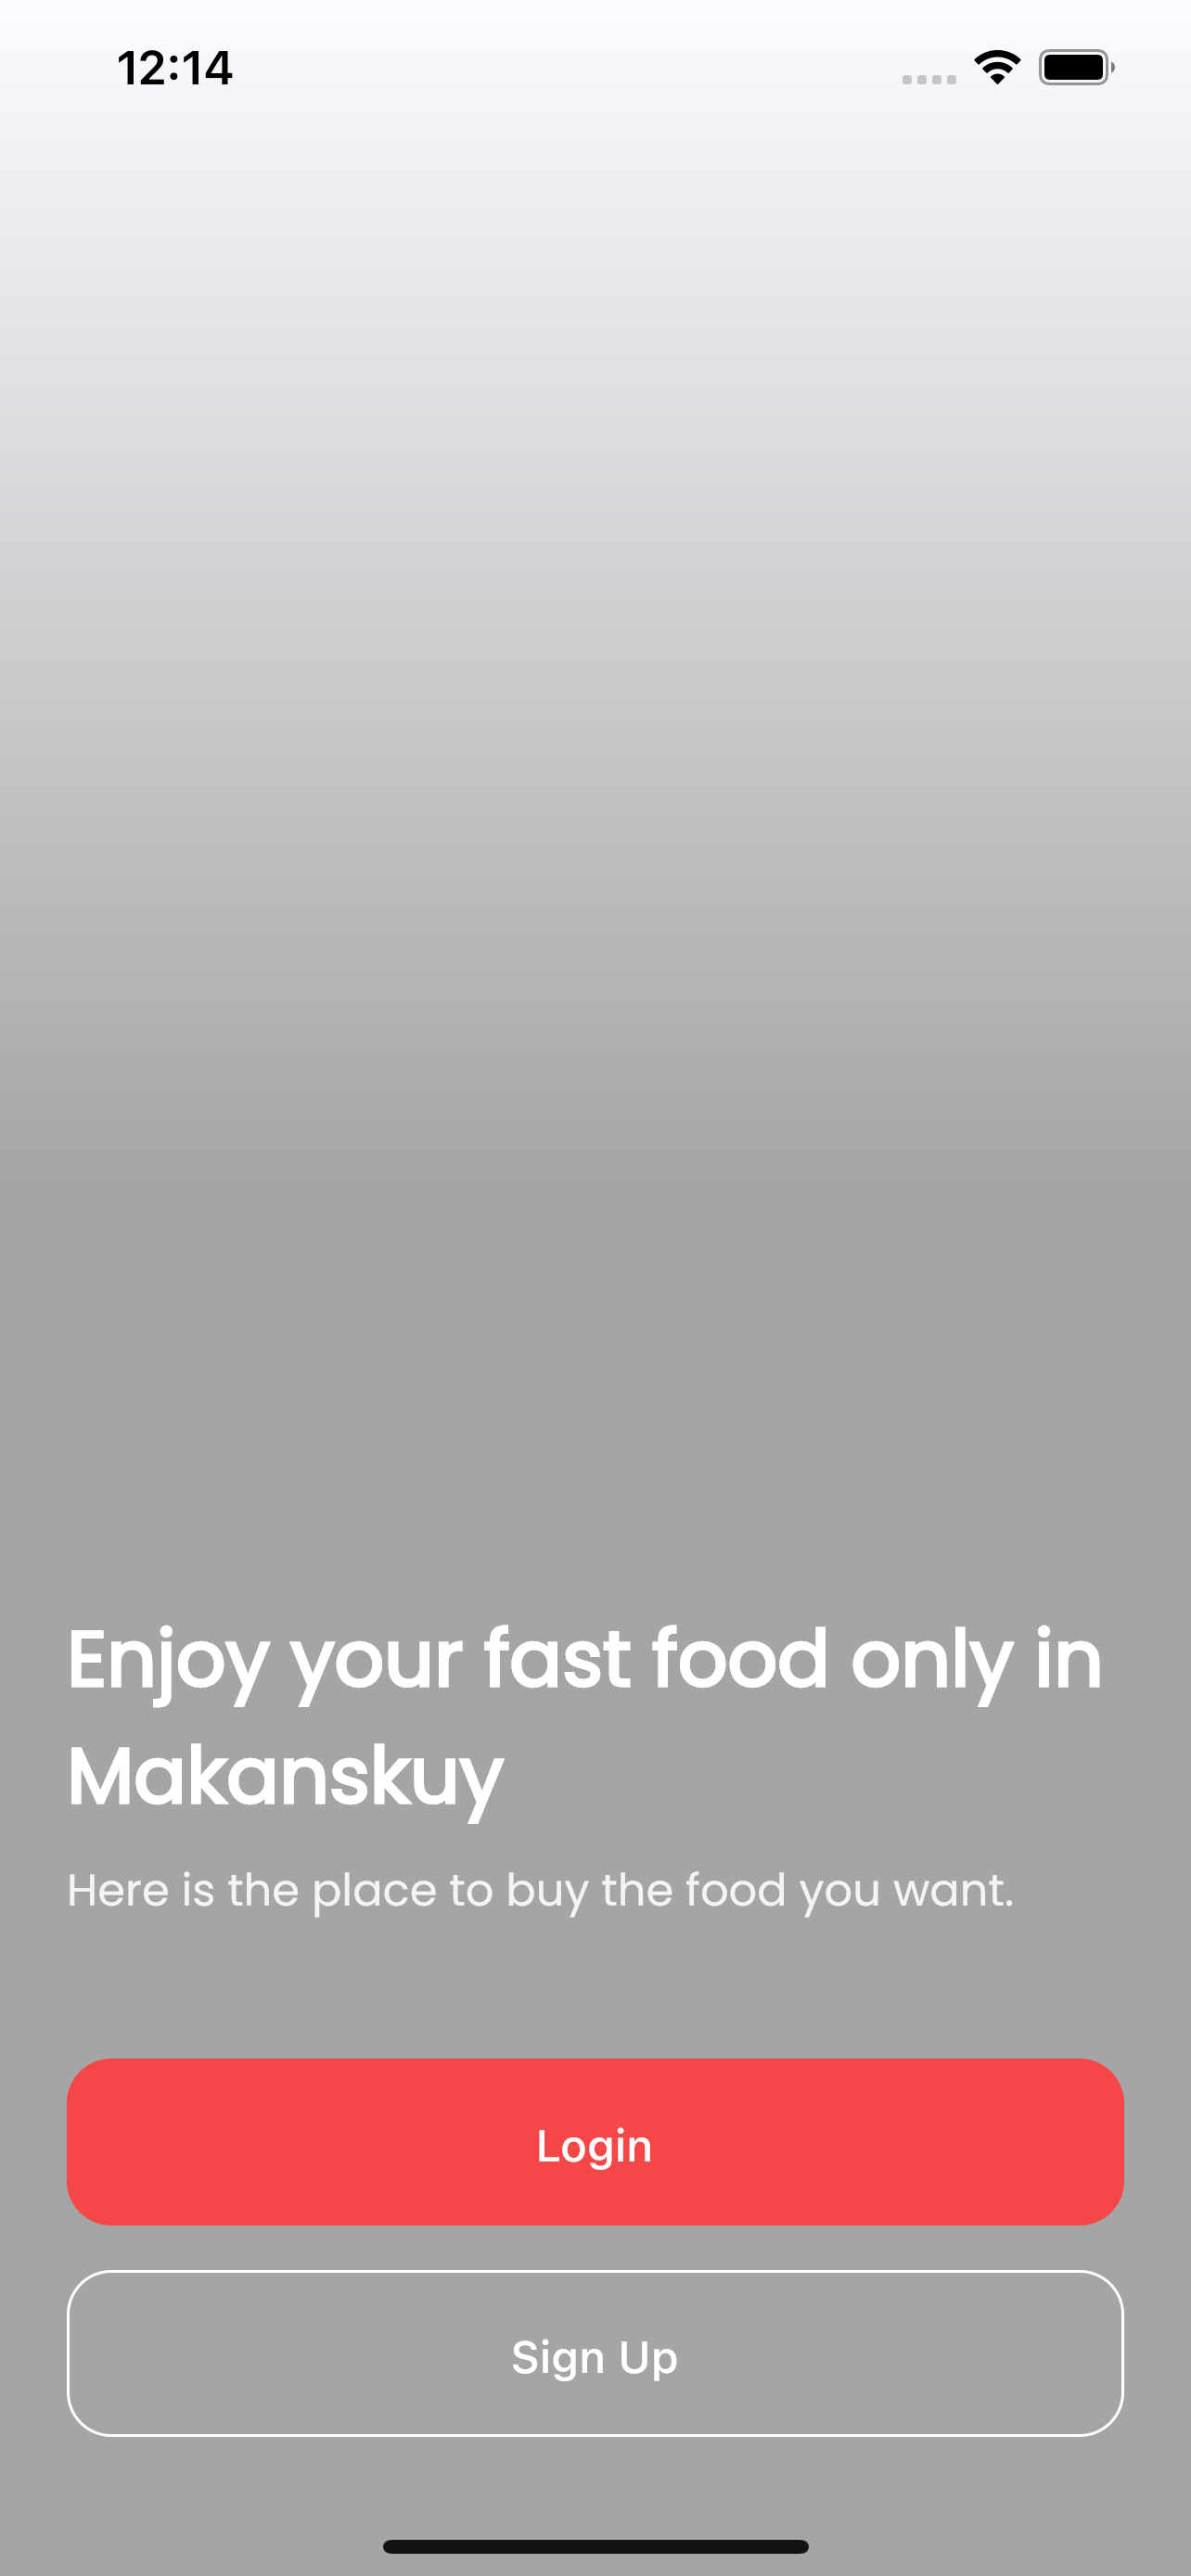 12:14
Enjoy your fast food only in
Makanskuy
Here is the place to buy the food you want.
Login
Sign Up